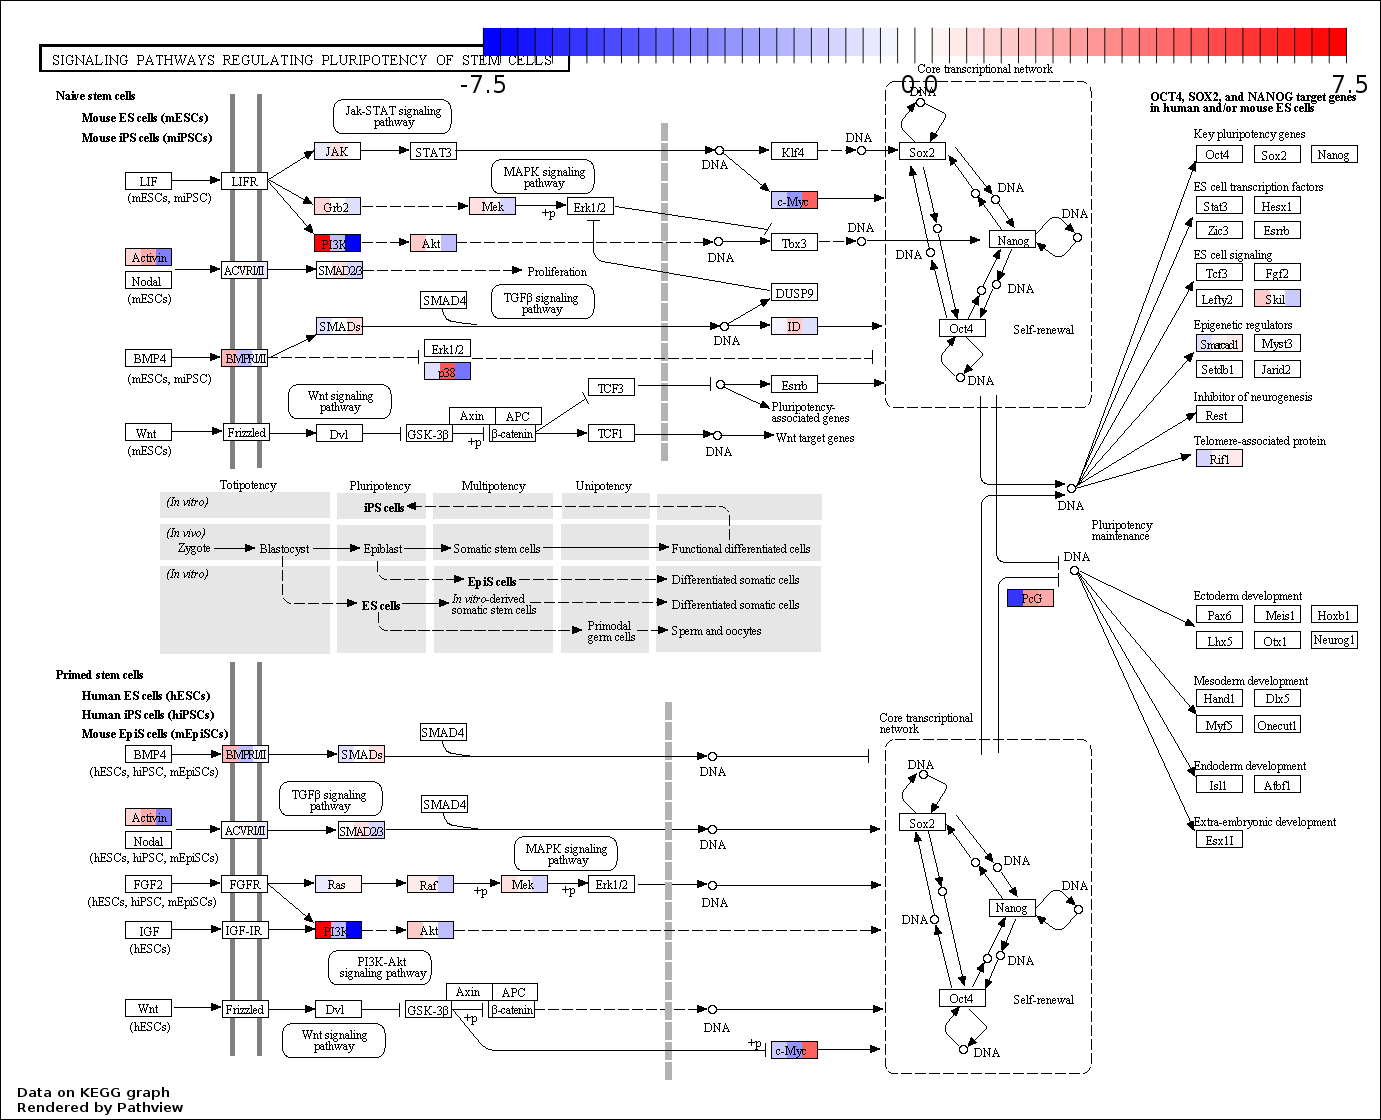 SIGNALING PATHWAYS REGULATING PLURIPOTENCY OF STEM CELLS
-7.5
0.0
7.5
Naive stem cells
Mouse ES cells (mESCs)
Mouse iPS cells (miPSCs)
Jak-STAT signaling
pathway
Core transcriptional network
DNA
OCT4, SOX2, and NANOG target genes
in human and/or mouse ES cells
Key pluripotency genes
Oct4 Sox2 Nanog
JAK STAT3 DNA Klf4 DNA Sox2
LIF LIFR
(mESCs, miPSC)
MAPK signaling
pathway
ES cell transcription factors
Stat3 Hesx1
Zic3 Esrrb
Grb2 Mek +p Erk1/2 c-Myc DNA
PI3K Akt DNA Tbx3 DNA Nanog DNA
DNA
Activin
Nodal
(mESCs)
ACVRI/II SMAD2/3 Proliferation
ES cell signaling
Tcf3 Fgf2
Lefty2 Skil
SMAD4
TGFβ signaling
pathway
DUSP9 DNA
SMADs DNA ID Oct4 Self-renewal
BMP4 BMPRI/II
(mESCs, miPSC)
Erk1/2
p38
DNA
Epigenetic regulators
Smarcad1 Myst3
Setdb1 Jarid2
Wnt signaling
pathway
TCF3 Esrrb
Pluripotency-
associated genes
Axin APC
Wnt Frizzled Dvl GSK-3β +p β-catenin TCF1 DNA Wnt target genes
(mESCs)
Inhibitor of neurogenesis
Rest
Telomere-associated protein
Rif1
Totipotency Pluripotency Multipotency Unipotency
(In vitro) iPS cells
(In vivo)
Zygote Blastocyst Epiblast Somatic stem cells Functional differentiated cells
(In vitro) EpiS cells Differentiated somatic cells
ES cells In vitro-derived
somatic stem cells Differentiated somatic cells
Primodal
germ cells Sperm and oocytes
DNA
Pluripotency
maintenance
DNA
PcG
Ectoderm development
Pax6 Meis1 Hoxb1
Lhx5 Otx1 Neurog1
Mesoderm development
Hand1 Dlx5
Myf5 Onecut1
Endoderm development
Isl1 Atbf1
Extra-embryonic development
Esx1l
Primed stem cells
Human ES cells (hESCs)
Human iPS cells (hiPSCs)
Mouse EpiS cells (mEpiSCs)
SMAD4
Core transcriptional
network
BMP4 BMPRI/II SMADs DNA
(hESCs, hiPSC, mEpiSCs)
TGFβ signaling
pathway
SMAD4
DNA
Activin
Nodal
(hESCs, hiPSC, mEpiSCs)
ACVRI/II SMAD2/3 DNA Sox2
MAPK signaling
pathway
DNA
FGF2 FGFR Ras Raf +p Mek +p Erk1/2 DNA
(hESCs, hiPSC, mEpiSCs)
Nanog DNA
IGF IGF-IR PI3K Akt DNA
(hESCs)
PI3K-Akt
signaling pathway
DNA
Axin APC
Wnt Frizzled Dvl GSK-3β +p β-catenin DNA Oct4 Self-renewal
(hESCs)
Wnt signaling
pathway
+p c-Myc DNA
Data on KEGG graph
Rendered by Pathview